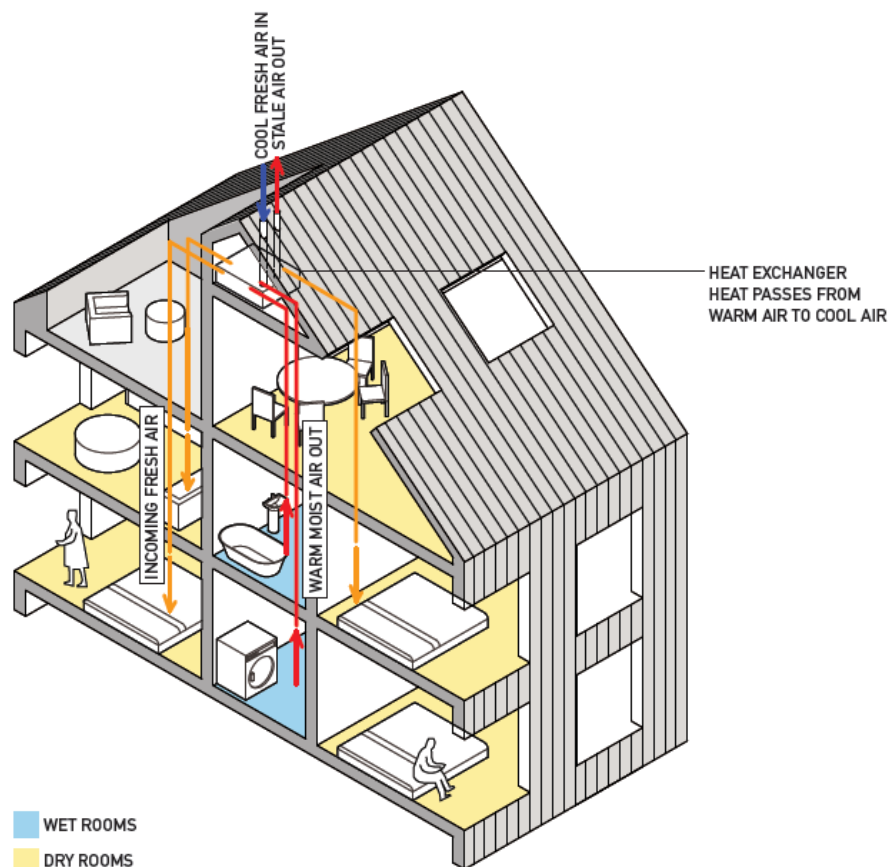 COOL FRESH AIR IN
STALE AIR OUT
HEAT EXCHANGER
HEAT PASSES FROM
WARM AIR TO COOL AIR
INCOMING FRESH AIR
WARM MOIST AIR OUT
WET ROOMS
DRY ROOMS